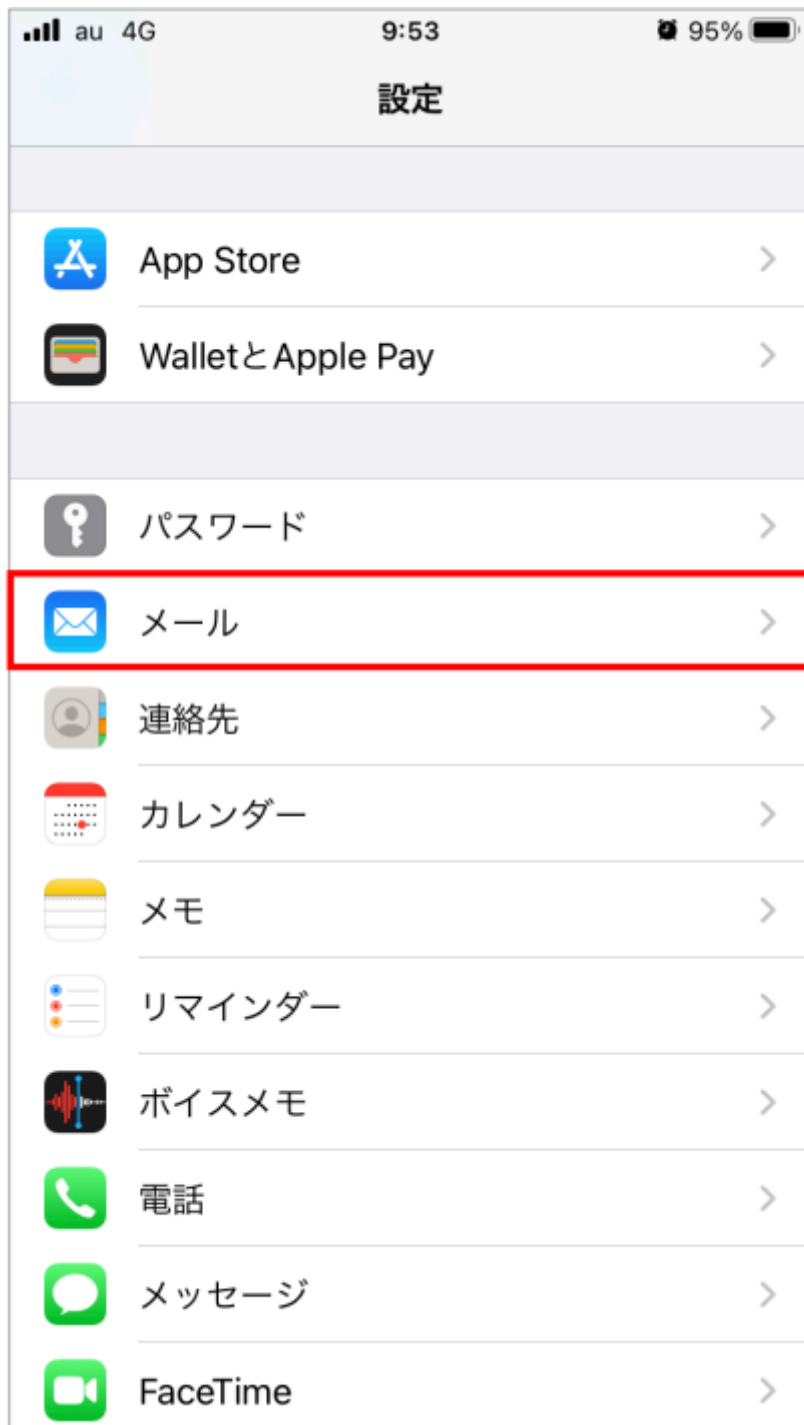 au 4G 9:53 95%
設定
App Store
WalletとApple Pay
パスワード
メール
連絡先
カレンダー
メモ
リマインダー
ボイスメモ
電話
メッセージ
FaceTime